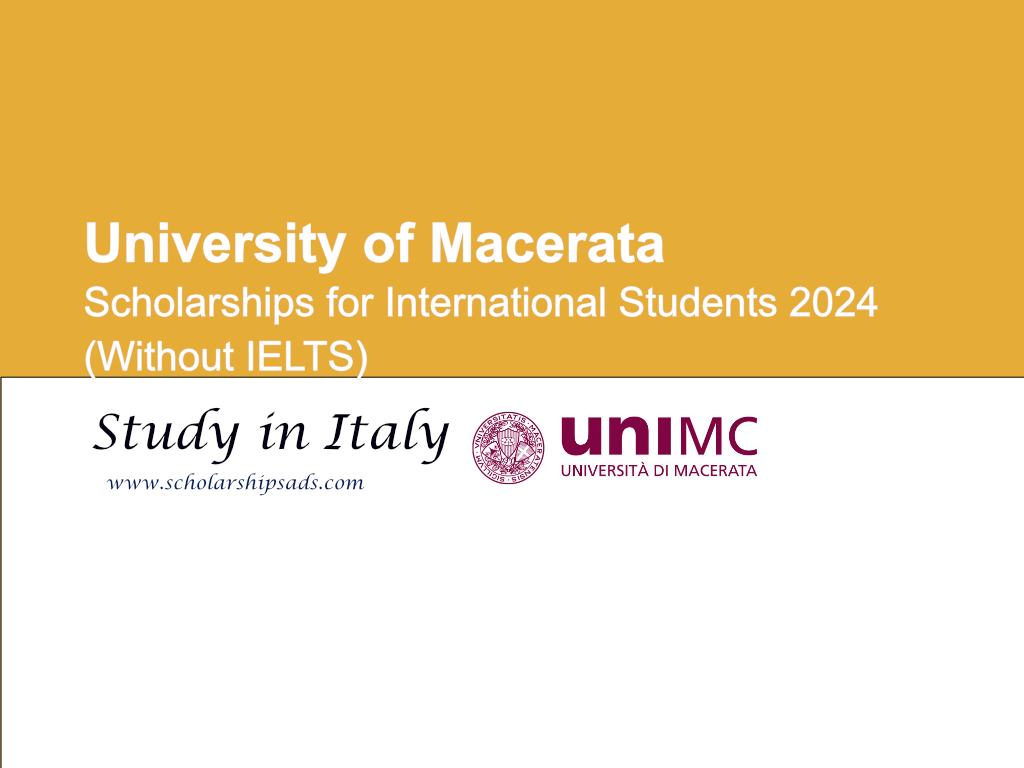 University of Macerata
Scholarships for International Students 2024
(Without IELTS)
Study in Italy
www.scholarshipsads.com
uniMC
UNIVERSITÀ DI MACERATA